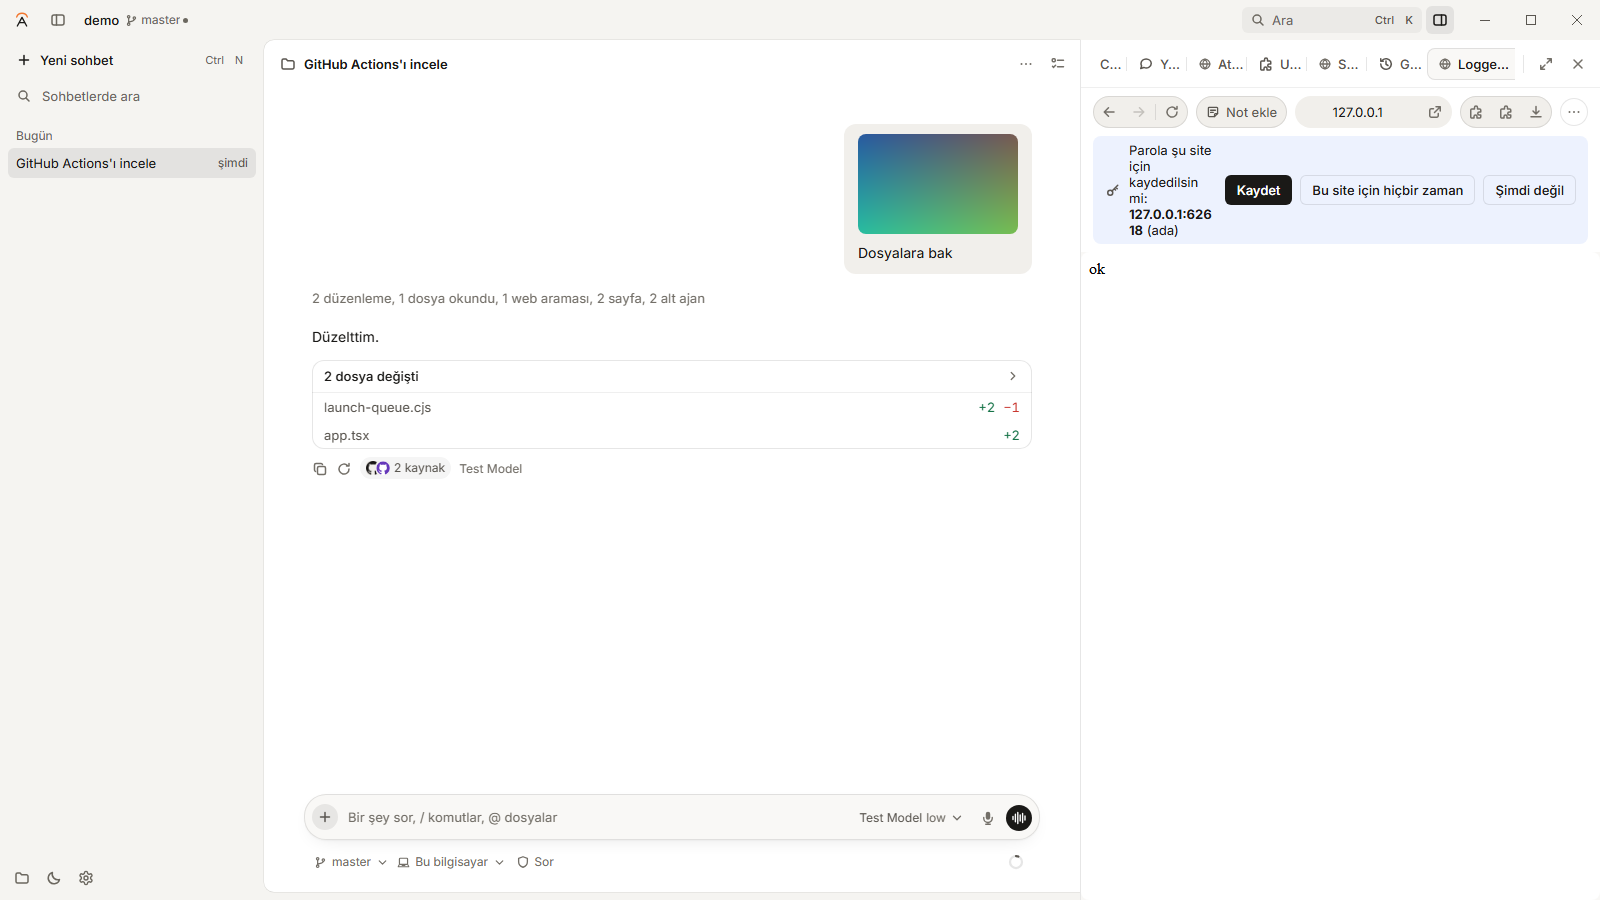 demo master
Ara Ctrl K
Yeni sohbet Ctrl N
Sohbetlerde ara
Bugün
GitHub Actions'ı incele şimdi
GitHub Actions'ı incele
Dosyalara bak
2 düzenleme, 1 dosya okundu, 1 web araması, 2 sayfa, 2 alt ajan
Düzelttim.
2 dosya değişti
launch-queue.cjs +2 −1
app.tsx +2
2 kaynak Test Model
Bir şey sor, / komutlar, @ dosyalar
Test Model low
master Bu bilgisayar Sor
C... Y... At... U... S... G... Logge...
Not ekle 127.0.0.1
Parola şu site
için
kaydedilsin
mi:
127.0.0.1:626
18 (ada)
Kaydet Bu site için hiçbir zaman Şimdi değil
ok